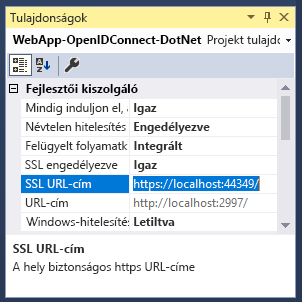 Tulajdonságok
WebApp-OpenIDConnect-DotNet Projekt tulajdo
Fejlesztői kiszolgáló
Mindig induljon el, a Igaz
Névtelen hitelesítés Engedélyezve
Felügyelt folyamatk Integrált
SSL engedélyezve Igaz
SSL URL-cím https://localhost:44349/
URL-cím http://localhost:2997/
Windows-hitelesítés Letiltva
SSL URL-cím
A hely biztonságos https URL-címe